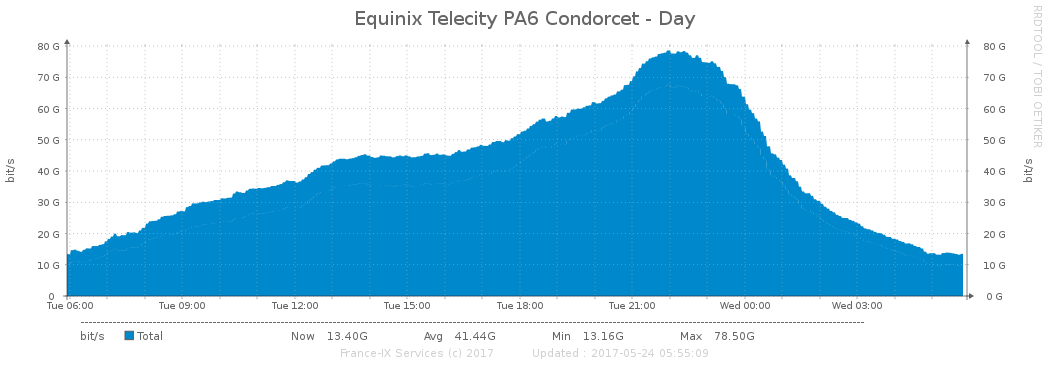 Equinix Telecity PA6 Condorcet - Day
RRDTOOL / TOBI OETIKER
80 G 80 G
70 G 70 G
60 G 60 G
50 G 50 G
40 G 40 G
30 G 30 G
20 G 20 G
10 G 10 G
0 0 G
bit/s
bit/s
Tue 06:00 Tue 09:00 Tue 12:00 Tue 15:00 Tue 18:00 Tue 21:00 Wed 00:00 Wed 03:00
bit/s Total Now 13.40G Avg 41.44G Min 13.16G Max 78.50G
France-IX Services (c) 2017 Updated : 2017-05-24 05:55:09